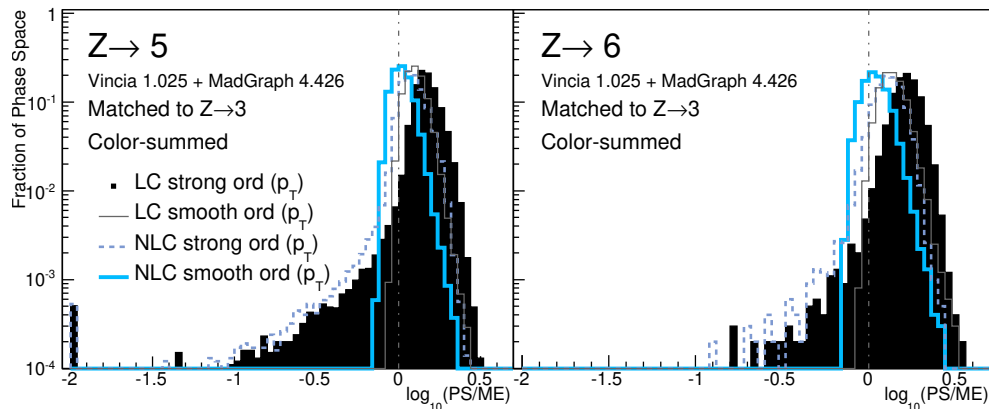 Fraction of Phase Space
1
10^-1
10^-2
10^-3
10^-4
Z→ 5
Vincia 1.025 + MadGraph 4.426
Matched to Z→3
Color-summed
LC strong ord (p_T)
LC smooth ord (p_T)
NLC strong ord (p_T)
NLC smooth ord (p_T)
-2 -1.5 -1 -0.5 0 0.5
log_10(PS/ME)
Z→ 6
Vincia 1.025 + MadGraph 4.426
Matched to Z→3
Color-summed
-2 -1.5 -1 -0.5 0 0.5
log_10(PS/ME)